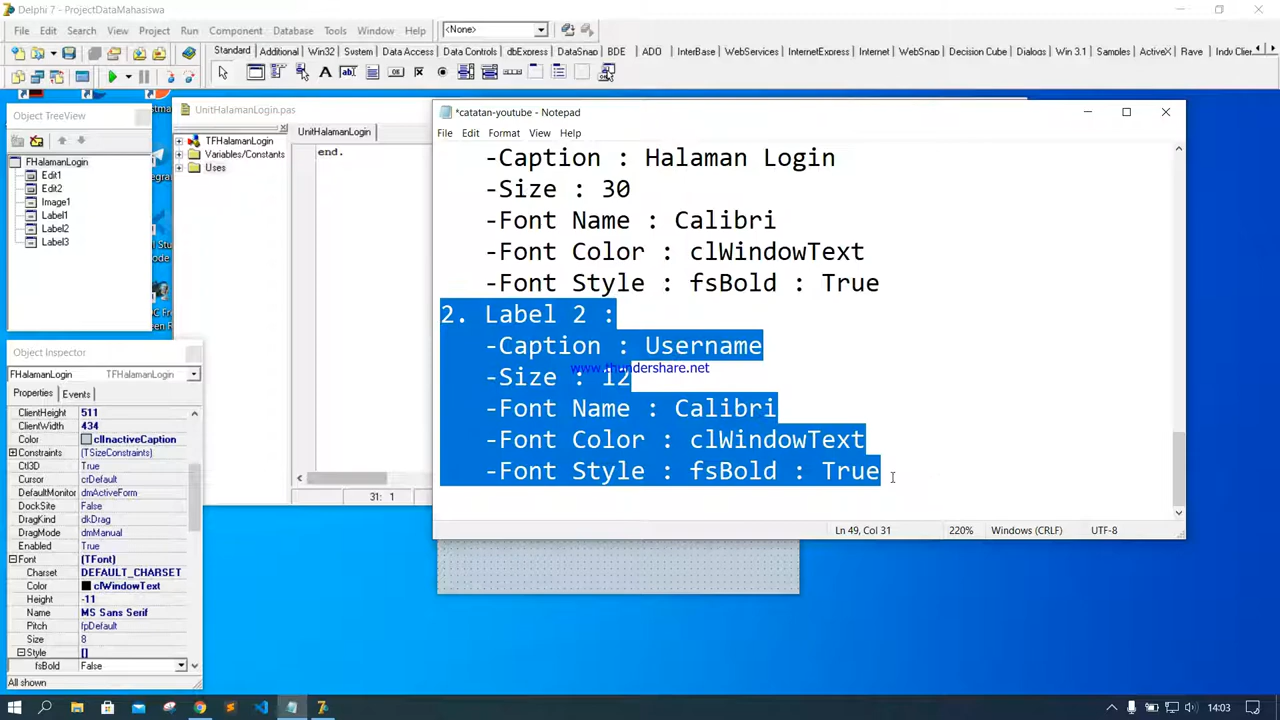 Delphi 7 - ProjectDataMahasiswa
File Edit Search View Project Run Component Database Tools Window Help
<None>
Standard Additional Win32 System Data Access Data Controls dbExpress DataSnap BDE ADO InterBase WebServices InternetExpress Internet WebSnap Decision Cube Dialogs Win 3.1 Samples ActiveX Rave Indy Clien
Object TreeView
FHalamanLogin
Edit1
Edit2
Image1
Label1
Label2
Label3
UnitHalamanLogin.pas
TFHalamanLogin
Variables/Constants
Uses
UnitHalamanLogin
end.
31: 1
*catatan-youtube - Notepad
File Edit Format View Help
-Caption : Halaman Login
-Size : 30
-Font Name : Calibri
-Font Color : clWindowText
-Font Style : fsBold : True
2. Label 2 :
-Caption : Username
www.thundershare.net
-Size : 12
-Font Name : Calibri
-Font Color : clWindowText
-Font Style : fsBold : True
Ln 49, Col 31 220% Windows (CRLF) UTF-8
Object Inspector
FHalamanLogin TFHalamanLogin
Properties Events
ClientHeight 511
ClientWidth 434
Color clInactiveCaption
Constraints (TSizeConstraints)
Ctl3D True
Cursor crDefault
DefaultMonitor dmActiveForm
DockSite False
DragKind dkDrag
DragMode dmManual
Enabled True
Font (TFont)
Charset DEFAULT_CHARSET
Color clWindowText
Height -11
Name MS Sans Serif
Pitch fpDefault
Size 8
Style []
fsBold False
All shown
14:03